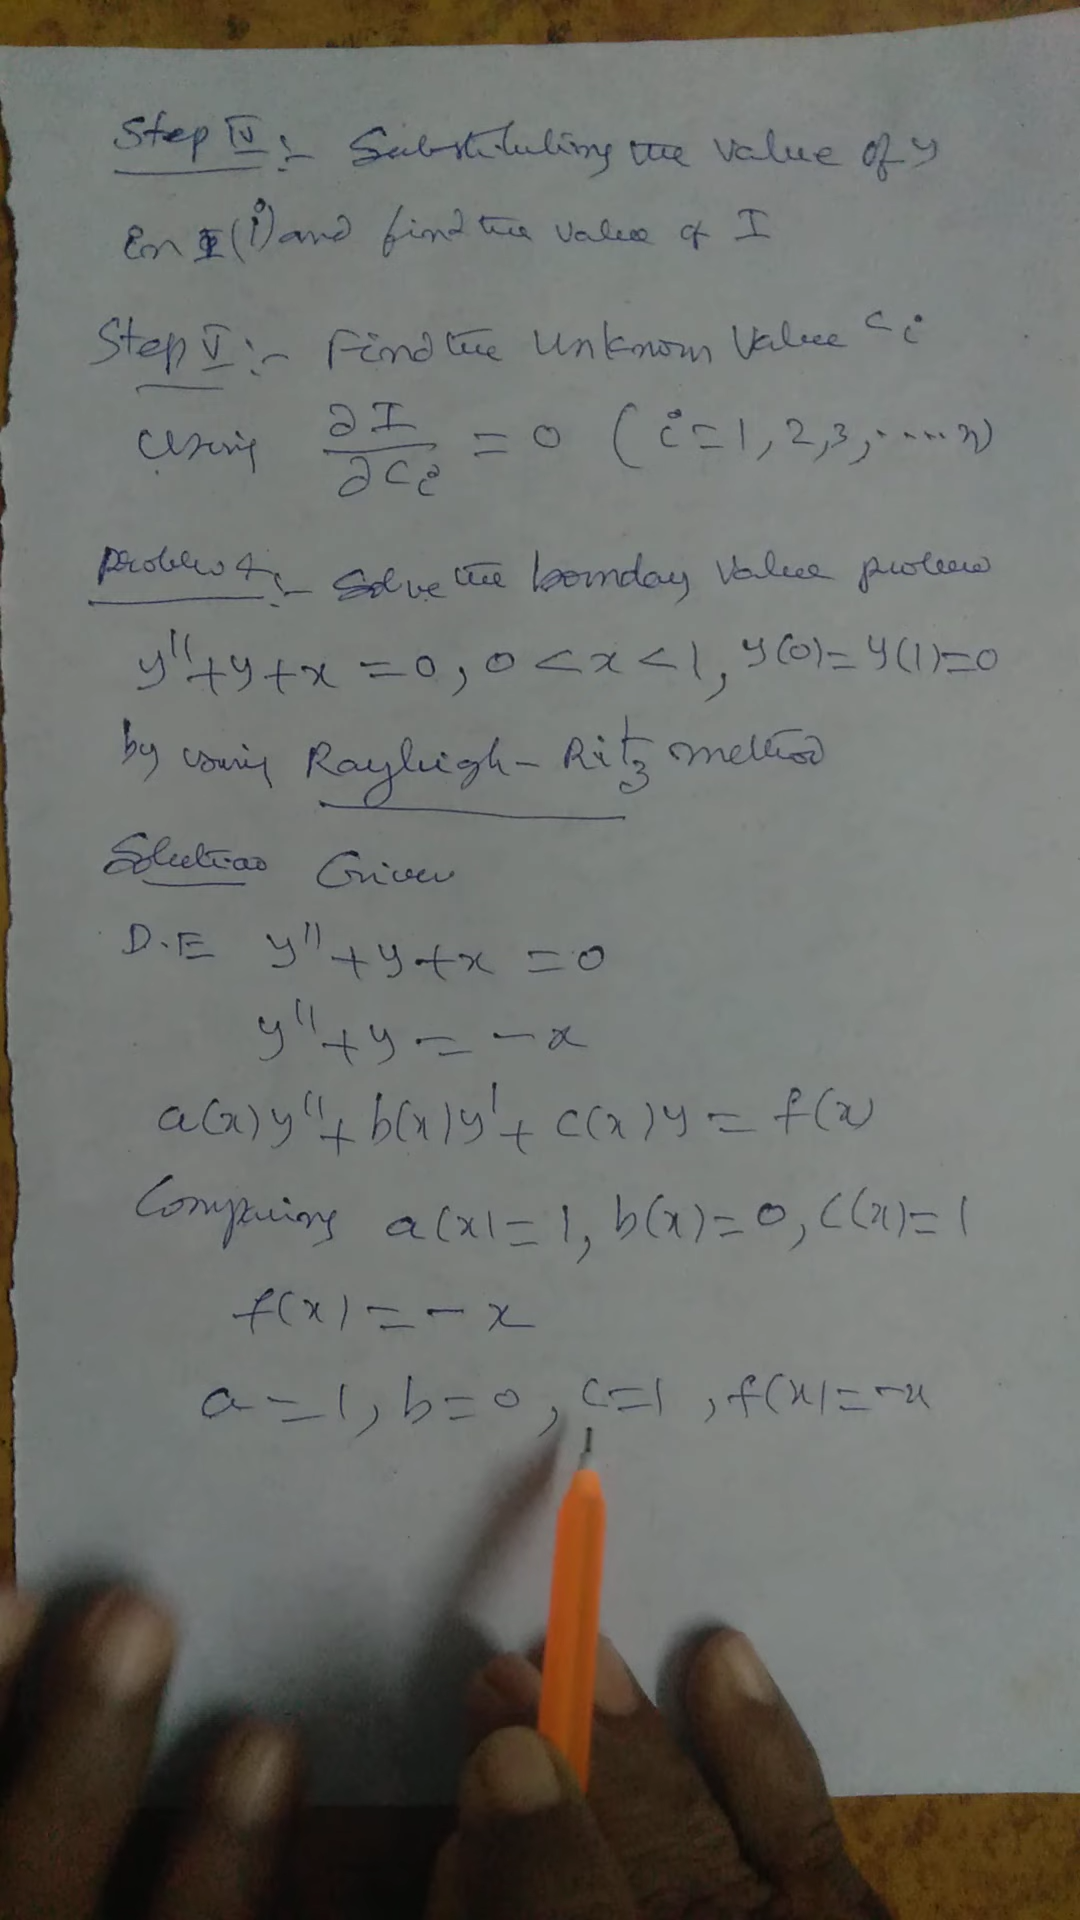 Step IV :- Substituting the value of y
in I (i) and find the value of I
Step V :- Find the unknown value ci
using ∂I/∂ci = 0 ( i=1,2,3,....n)
Problem :- Solve the bounday value problem
y''+y+x =0, 0<x<1, y(0)=y(1)=0
by using Rayleigh-Ritz method
Solution Given
D.E y''+y+x =0
y''+y = -x
a(x)y''+b(x)y'+c(x)y = f(x)
Comparing a(x)=1, b(x)=0, c(x)=1
f(x)=-x
a=1, b=0, c=1, f(x)=-x